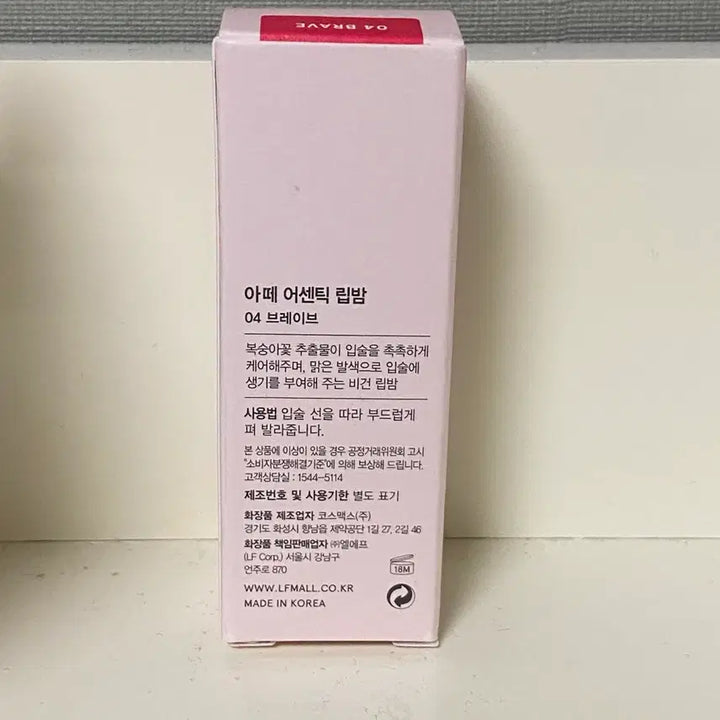 04 BRAVE
아떼 어센틱 립밤
04 브레이브
복숭아꽃 추출물이 입술을 촉촉하게
케어해주며, 맑은 발색으로 입술에
생기를 부여해 주는 비건 립밤
사용법 입술 선을 따라 부드럽게
펴 발라줍니다.
본 상품에 이상이 있을 경우 공정거래위원회 고시
"소비자분쟁해결기준"에 의해 보상해 드립니다.
고객상담실 : 1544-5114
제조번호 및 사용기한 별도 표기
화장품 제조업자 코스맥스(주)
경기도 화성시 향남읍 제약공단 1길 27, 2길 46
화장품 책임판매업자 ㈜엘에프
(LF Corp.) 서울시 강남구
언주로 870
18M
WWW.LFMALL.CO.KR
MADE IN KOREA